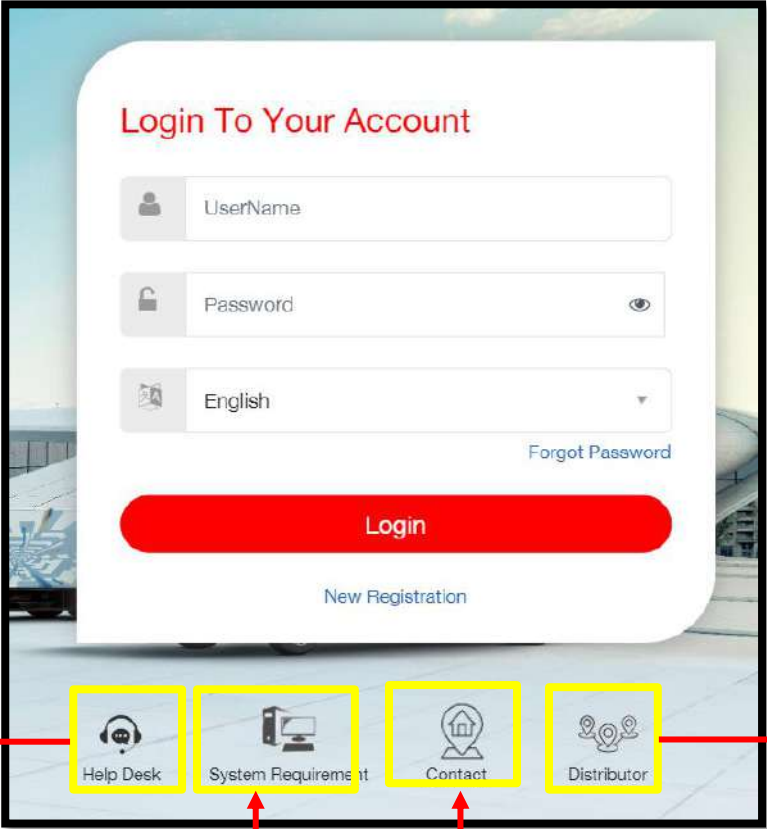 Login To Your Account
UserName
Password
English
Forgot Password
Login
New Registration
Help Desk
System Requirement
Contact
Distributor